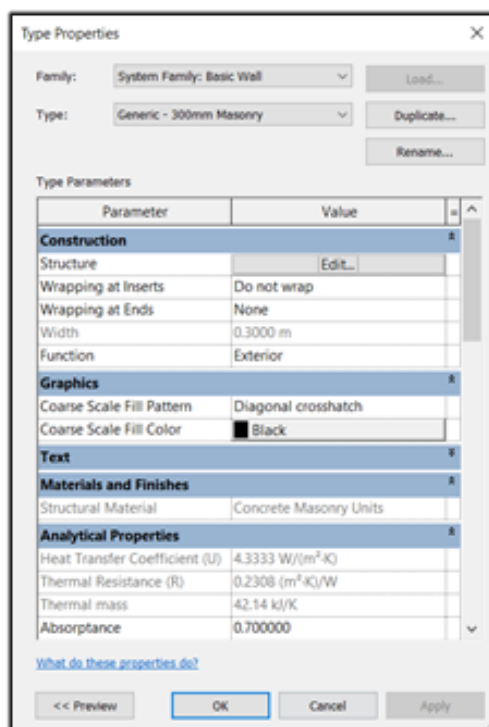 Type Properties
Family: System Family: Basic Wall Load...
Type: Generic - 300mm Masonry Duplicate...
Rename...
Type Parameters
Parameter Value =
Construction
Structure Edit...
Wrapping at Inserts Do not wrap
Wrapping at Ends None
Width 0.3000 m
Function Exterior
Graphics
Coarse Scale Fill Pattern Diagonal crosshatch
Coarse Scale Fill Color Black
Text
Materials and Finishes
Structural Material Concrete Masonry Units
Analytical Properties
Heat Transfer Coefficient (U) 4.3333 W/(m²·K)
Thermal Resistance (R) 0.2308 (m²·K)/W
Thermal mass 42.14 kJ/K
Absorptance 0.700000
What do these properties do?
<< Preview OK Cancel Apply